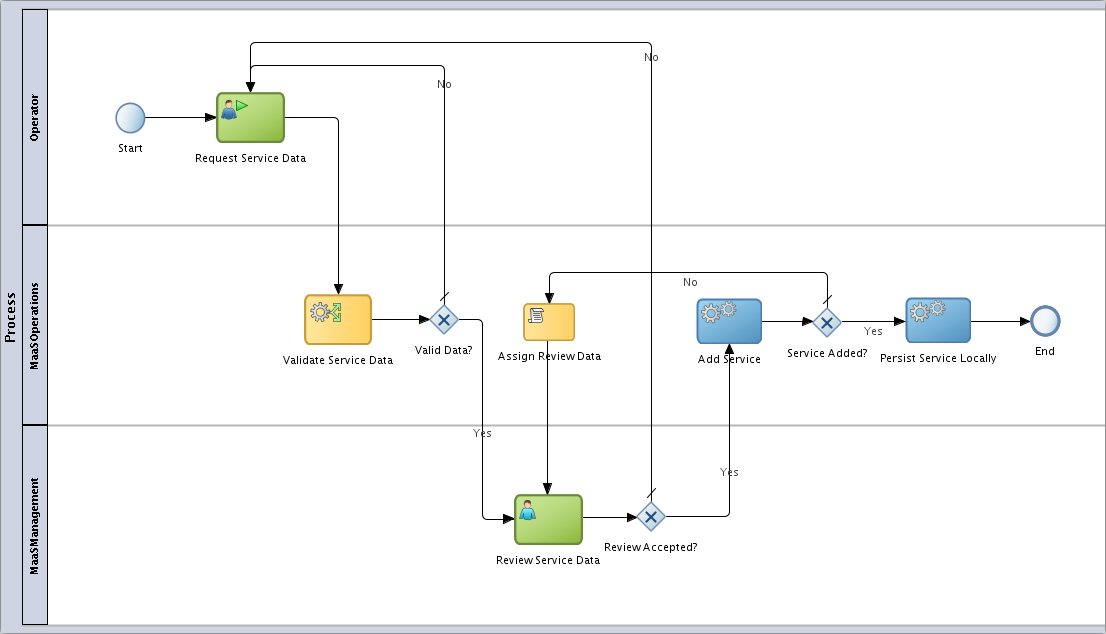 Process
Operator
No
No
Start
Request Service Data
MaaSOperations
No
Validate Service Data
Valid Data?
Assign Review Data
Add Service
Service Added?
Yes
Persist Service Locally
End
MaaSManagement
Yes
Yes
Review Service Data
Review Accepted?